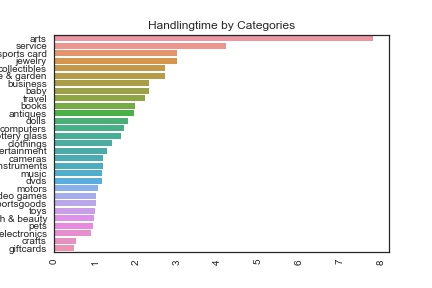 Handlingtime by Categories
arts
service
sports card
jewelry
collectibles
e & garden
business
baby
travel
books
antiques
dolls
computers
ottery glass
clothings
ertainment
cameras
nstruments
music
dvds
motors
deo games
portsgoods
toys
h & beauty
pets
electronics
crafts
giftcards
0 1 2 3 4 5 6 7 8